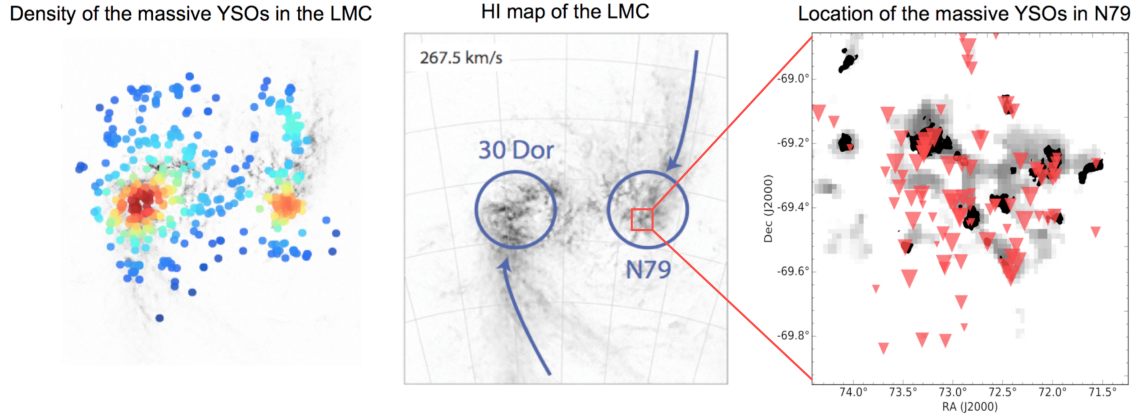 Density of the massive YSOs in the LMC
HI map of the LMC
267.5 km/s
30 Dor
N79
Location of the massive YSOs in N79
-69.0°
-69.2°
-69.4°
-69.6°
-69.8°
Dec (J2000)
74.0° 73.5° 73.0° 72.5° 72.0° 71.5°
RA (J2000)